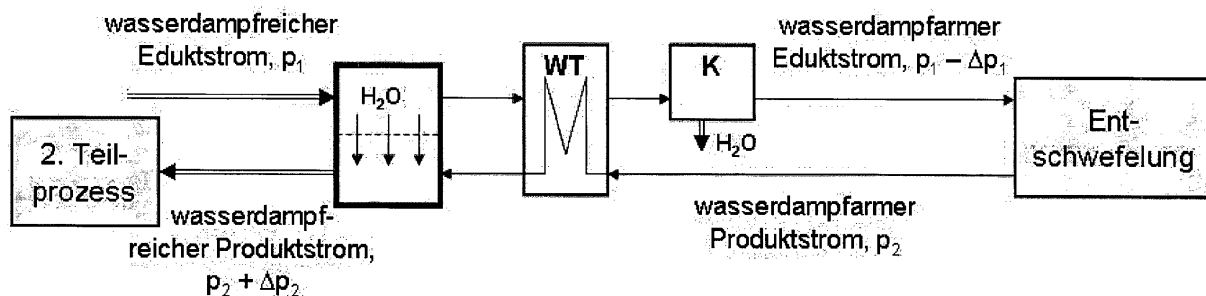 wasserdampfreicher
Eduktstrom, p₁
H₂O
WT
K
H₂O
wasserdampfarmer
Eduktstrom, p₁ – Δp₁
Ent-
schwefelung
2. Teil-
prozess
wasserdampf-
reicher Produktstrom,
p₂ + Δp₂
wasserdampfarmer
Produktstrom, p₂